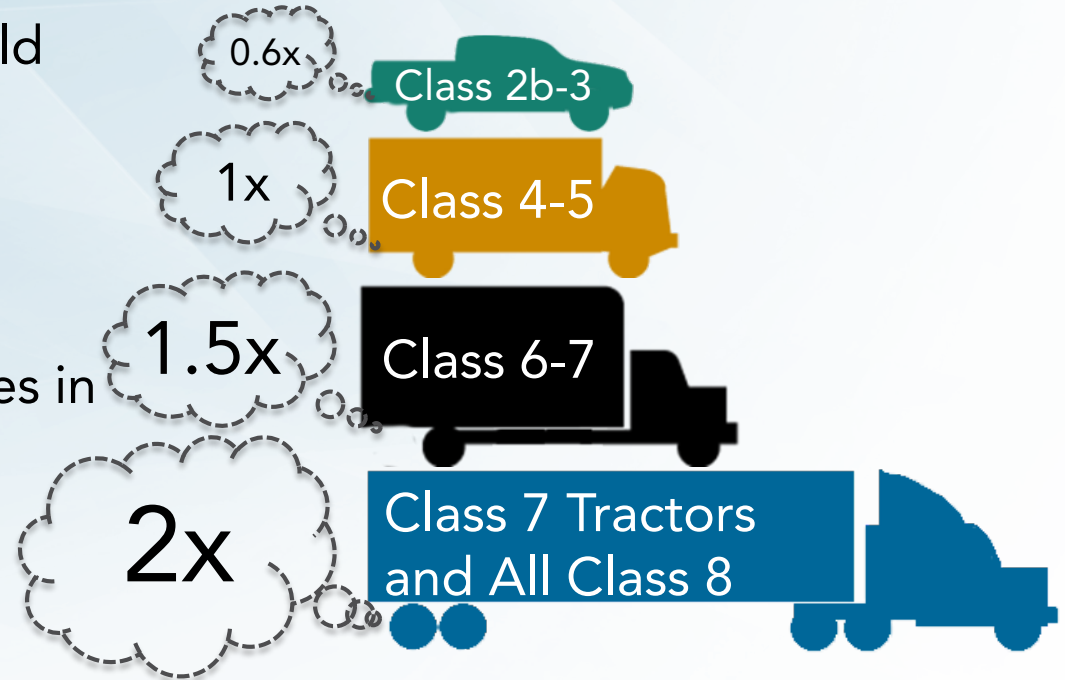 ld
0.6x
Class 2b-3
1x
Class 4-5
1.5x
Class 6-7
es in
2x
Class 7 Tractors
and All Class 8